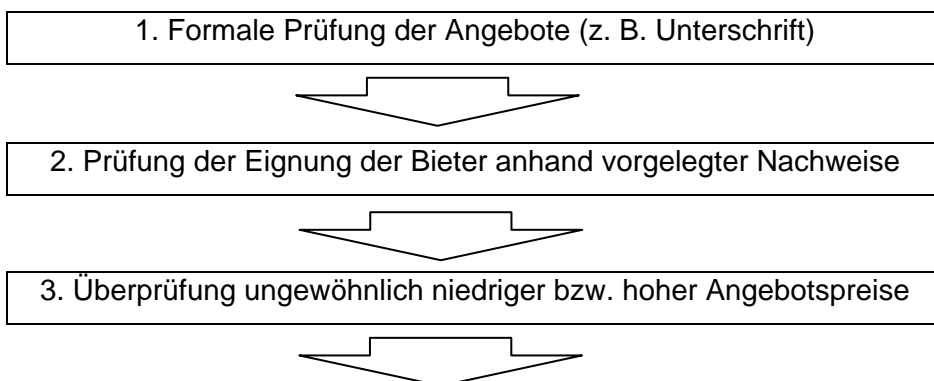 1. Formale Prüfung der Angebote (z. B. Unterschrift)
2. Prüfung der Eignung der Bieter anhand vorgelegter Nachweise
3. Überprüfung ungewöhnlich niedriger bzw. hoher Angebotspreise